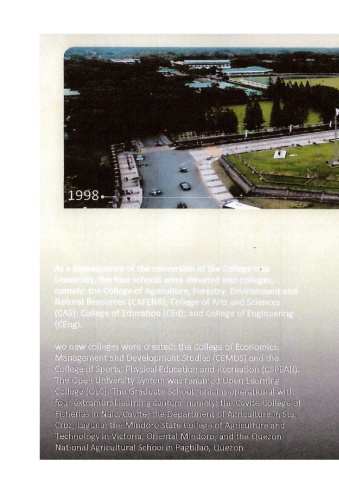 1998
As a consequence of the conversion of the College into
University, the four schools were elevated into colleges,
namely: the College of Agriculture, Forestry, Environment and
Natural Resources (CAFENR); College of Arts and Sciences
(CAS); College of Education (CEd); and College of Engineering
(CEng).
wo new colleges were created: the College of Economics,
Management and Development Studies (CEMDS) and the
College of Sports, Physical Education and Recreation (CSPEAR).
The Open University System was renamed Open Learning
College (OLC). The Graduate School remains operational with
four extramural learning centers, namely: the Cavite College of
Fisheries in Naic, Cavite; the Department of Agriculture in Sta.
Cruz, Laguna; the Mindoro State College of Agriculture and
Technology in Victoria, Oriental Mindoro; and the Quezon
National Agricultural School in Pagbilao, Quezon.